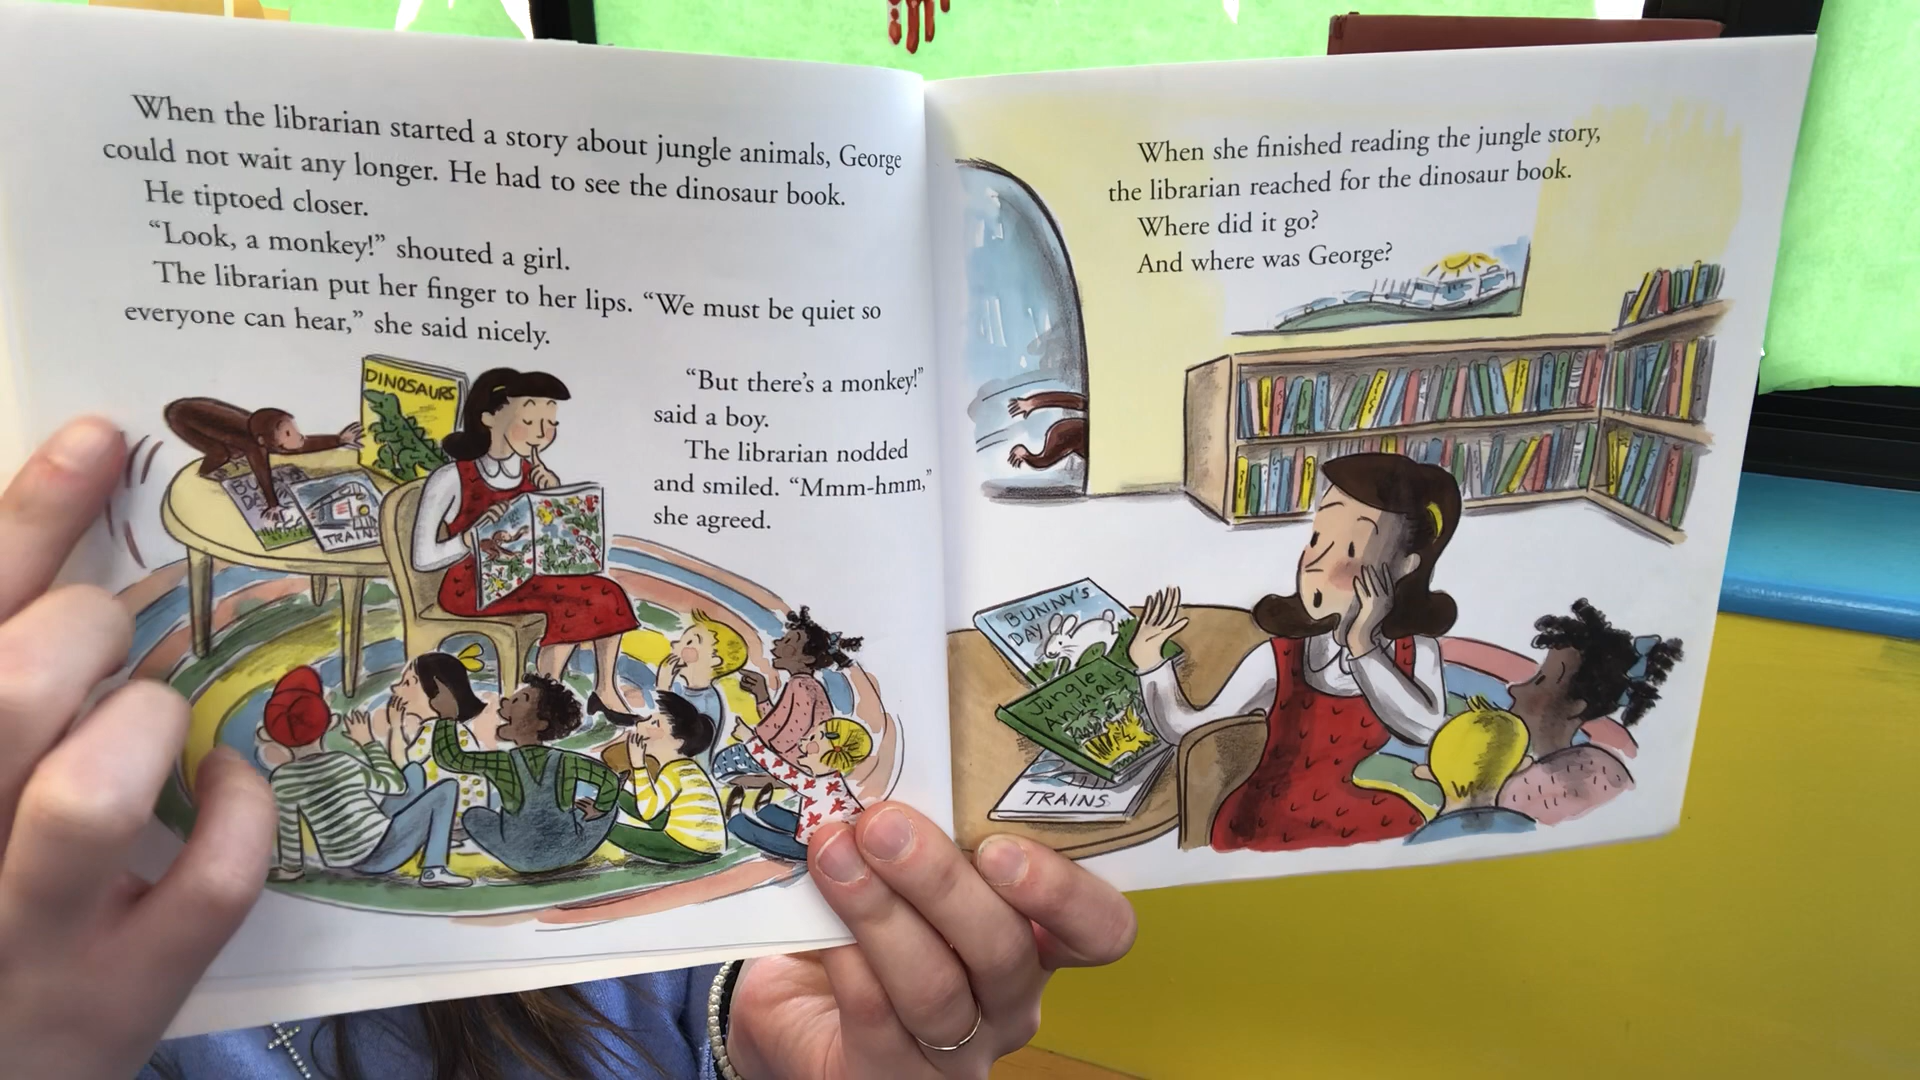 When the librarian started a story about jungle animals, George
could not wait any longer. He had to see the dinosaur book.
He tiptoed closer.
“Look, a monkey!” shouted a girl.
The librarian put her finger to her lips. “We must be quiet so
everyone can hear,” she said nicely.
“But there’s a monkey!”
said a boy.
The librarian nodded
and smiled. “Mmm-hmm,”
she agreed.
DINOSAURS
TRAINS
When she finished reading the jungle story,
the librarian reached for the dinosaur book.
Where did it go?
And where was George?
BUNNY'S
DAY
Jungle
Animals
TRAINS